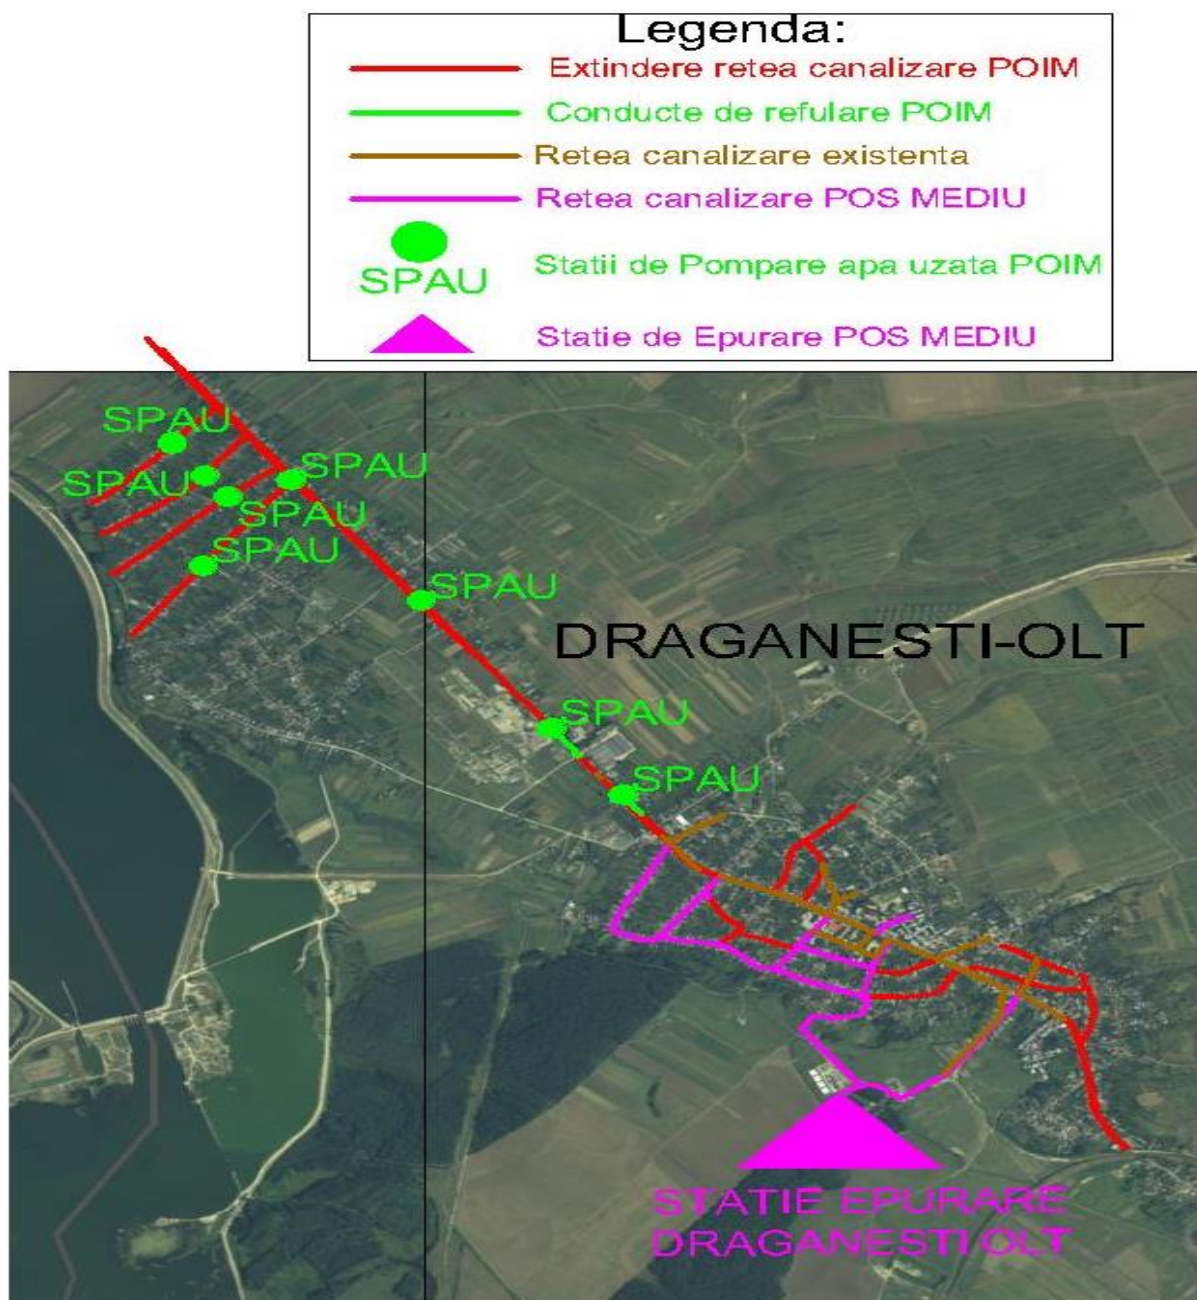 Legenda:
Extindere retea canalizare POIM
Conducte de refulare POIM
Retea canalizare existenta
Retea canalizare POS MEDIU
SPAU
Statii de Pompare apa uzata POIM
Statie de Epurare POS MEDIU
SPAU
SPAU
SPAU
SPAU
SPAU
SPAU
DRAGANESTI-OLT
SPAU
SPAU
STATIE EPURARE
DRAGANESTI OLT